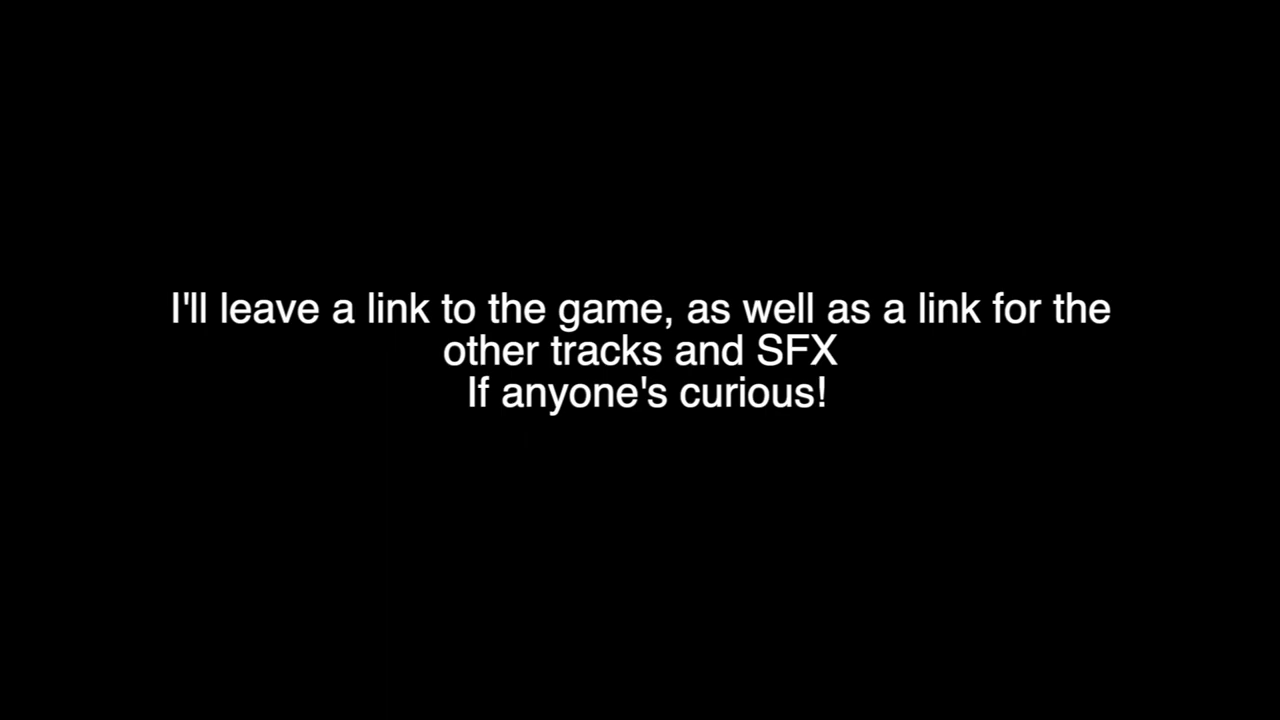 I'll leave a link to the game, as well as a link for the
other tracks and SFX
If anyone's curious!